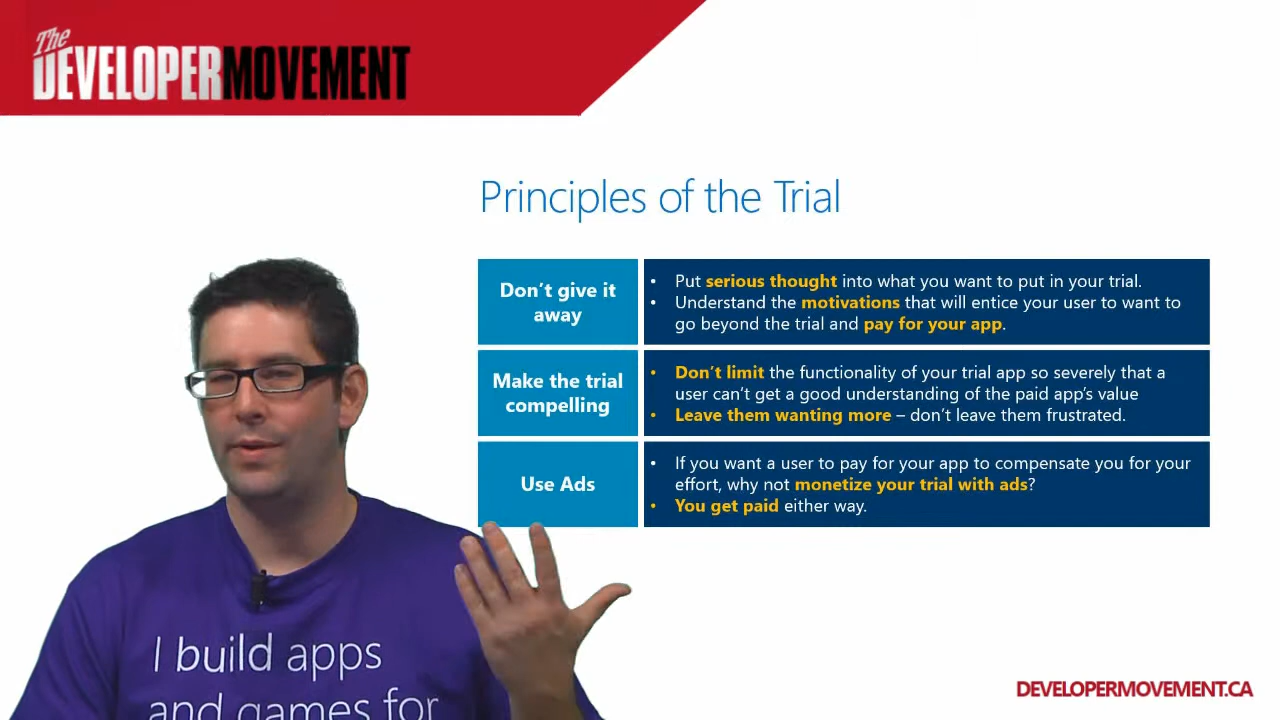 The
DEVELOPERMOVEMENT
Principles of the Trial
Don't give it
away
• Put serious thought into what you want to put in your trial.
• Understand the motivations that will entice your user to want to
go beyond the trial and pay for your app.
Make the trial
compelling
• Don't limit the functionality of your trial app so severely that a
user can't get a good understanding of the paid app's value
• Leave them wanting more – don't leave them frustrated.
Use Ads
• If you want a user to pay for your app to compensate you for your
effort, why not monetize your trial with ads?
• You get paid either way.
I build apps
and games for
DEVELOPERMOVEMENT.CA